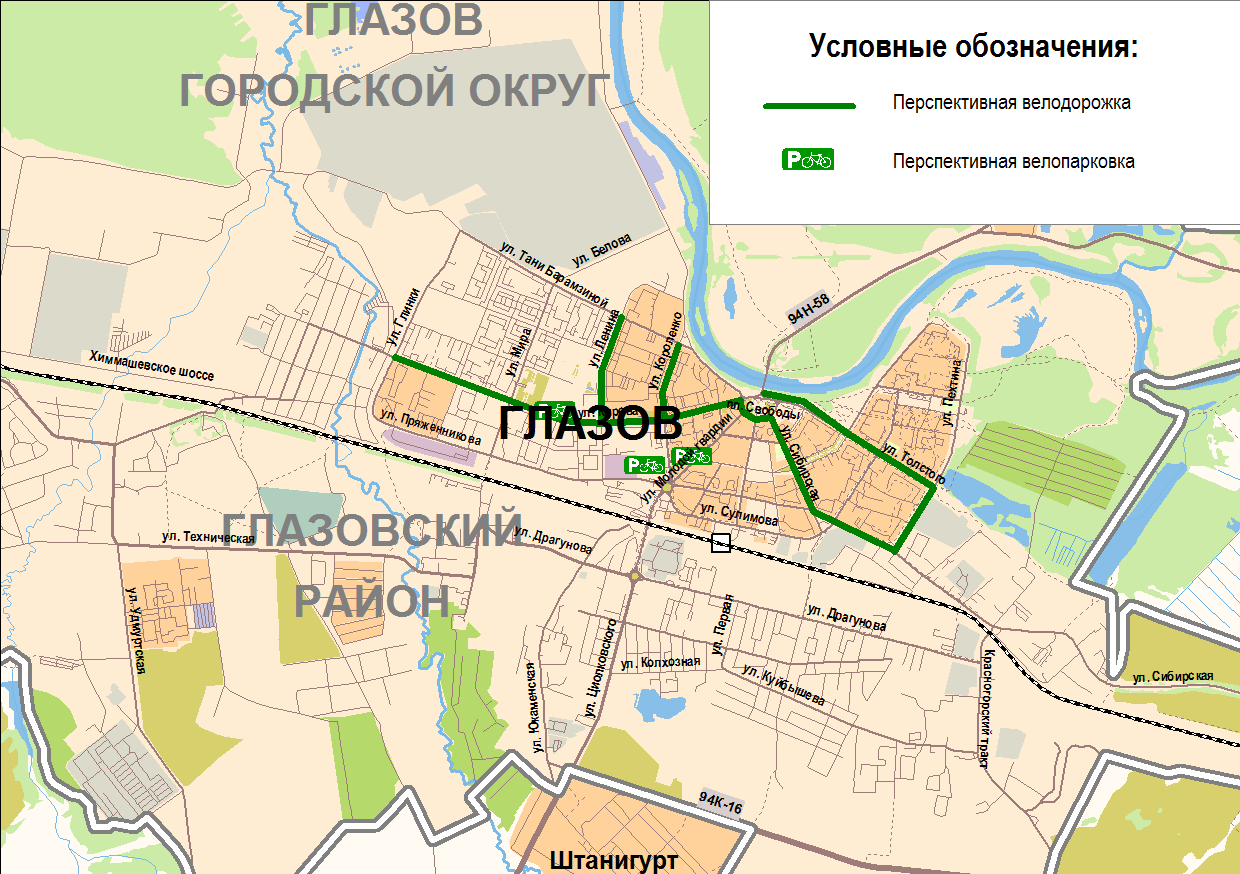 ГЛАЗОВ
ГОРОДСКОЙ ОКРУГ
Условные обозначения:
Перспективная велодорожка
P
Перспективная велопарковка
ул. Белова
ул. Тани Барамзиной
94Н-58
ул. Глинки
ул. Мира
ул. Ленина
ул. Короленко
Химмашевское шоссе
ул. Пехтина
пл. Свободы
ГЛАЗОВ
ул. Пряженникова
ул. Молодой гвардии
ул. Сибирская
ул. Толстого
P
P
ул. Сулимова
ГЛАЗОВСКИЙ
РАЙОН
ул. Техническая
ул. Драгунова
ул. Удмуртская
ул. Драгунова
ул. Первая
ул. Циолковского
ул. Колхозная
ул. Куйбышева
ул. Юкаменская
Красногорский тракт
ул. Сибирская
94К-16
Штанигурт